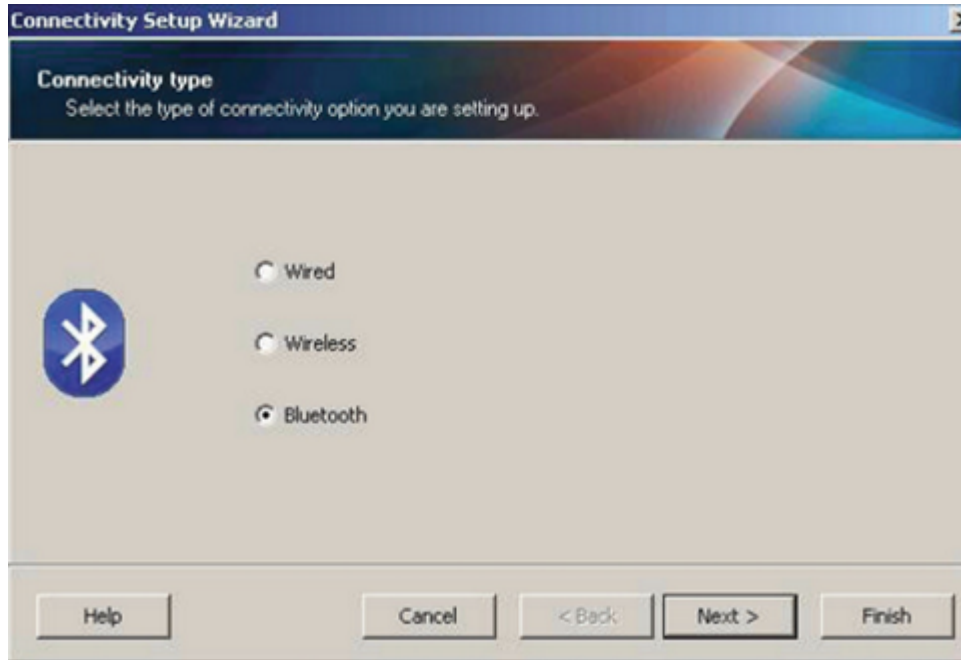 Connectivity Setup Wizard
Connectivity type
Select the type of connectivity option you are setting up.
Wired
Wireless
Bluetooth
Help Cancel < Back Next > Finish